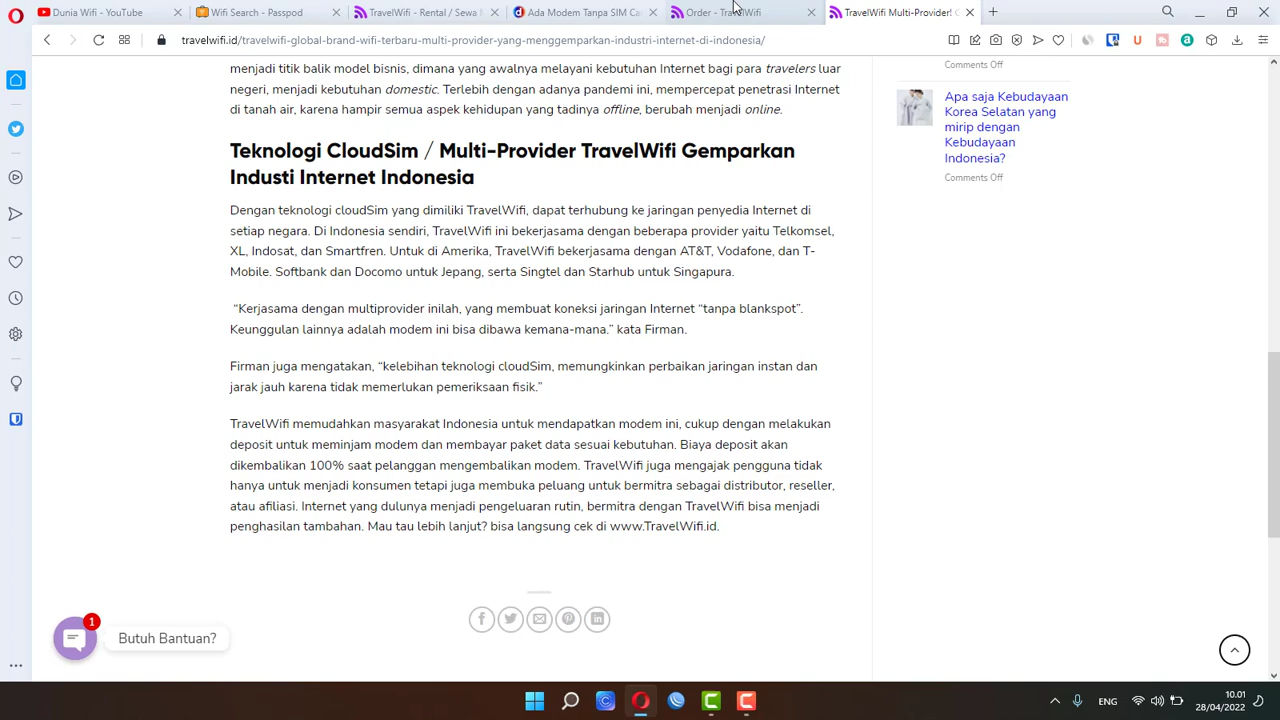 Dunia Wifi - YouTube
Wifi Search - Passpod
TravelWifi - Rental / Sewa
Ada Modem Tanpa SIM Ca
Order - TravelWifi
TravelWifi Multi-Provider! C
travelwifi.id/travelwifi-global-brand-wifi-terbaru-multi-provider-yang-menggemparkan-industri-internet-di-indonesia/
menjadi titik balik model bisnis, dimana yang awalnya melayani kebutuhan Internet bagi para travelers luar
negeri, menjadi kebutuhan domestic. Terlebih dengan adanya pandemi ini, mempercepat penetrasi Internet
di tanah air, karena hampir semua aspek kehidupan yang tadinya offline, berubah menjadi online.
Teknologi CloudSim / Multi-Provider TravelWifi Gemparkan
Industi Internet Indonesia
Dengan teknologi cloudSim yang dimiliki TravelWifi, dapat terhubung ke jaringan penyedia Internet di
setiap negara. Di Indonesia sendiri, TravelWifi ini bekerjasama dengan beberapa provider yaitu Telkomsel,
XL, Indosat, dan Smartfren. Untuk di Amerika, TravelWifi bekerjasama dengan AT&T, Vodafone, dan T-
Mobile. Softbank dan Docomo untuk Jepang, serta Singtel dan Starhub untuk Singapura.
“Kerjasama dengan multiprovider inilah, yang membuat koneksi jaringan Internet “tanpa blankspot”.
Keunggulan lainnya adalah modem ini bisa dibawa kemana-mana.” kata Firman.
Firman juga mengatakan, “kelebihan teknologi cloudSim, memungkinkan perbaikan jaringan instan dan
jarak jauh karena tidak memerlukan pemeriksaan fisik.”
TravelWifi memudahkan masyarakat Indonesia untuk mendapatkan modem ini, cukup dengan melakukan
deposit untuk meminjam modem dan membayar paket data sesuai kebutuhan. Biaya deposit akan
dikembalikan 100% saat pelanggan mengembalikan modem. TravelWifi juga mengajak pengguna tidak
hanya untuk menjadi konsumen tetapi juga membuka peluang untuk bermitra sebagai distributor, reseller,
atau afiliasi. Internet yang dulunya menjadi pengeluaran rutin, bermitra dengan TravelWifi bisa menjadi
penghasilan tambahan. Mau tau lebih lanjut? bisa langsung cek di www.TravelWifi.id.
Comments Off
Apa saja Kebudayaan
Korea Selatan yang
mirip dengan
Kebudayaan
Indonesia?
Comments Off
1
Butuh Bantuan?
ENG
10.01
28/04/2022